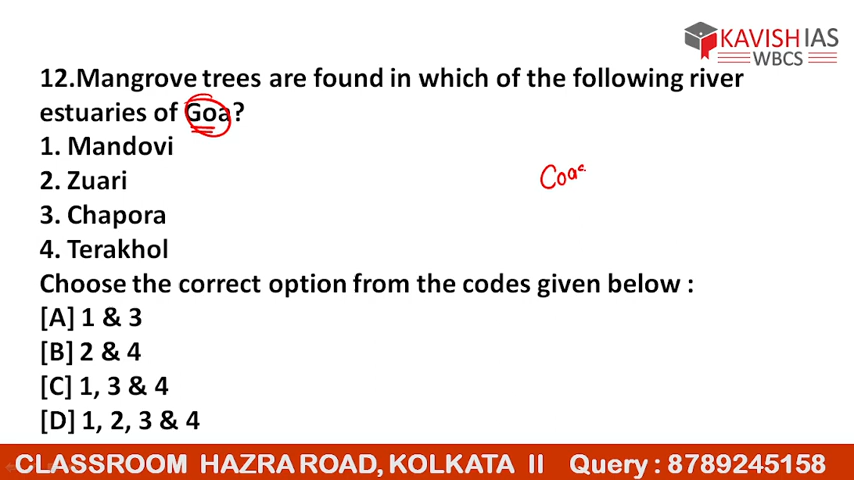 KAVISH IAS
WBCS
12.Mangrove trees are found in which of the following river
estuaries of Goa?
1. Mandovi
2. Zuari
Coas
3. Chapora
4. Terakhol
Choose the correct option from the codes given below :
[A] 1 & 3
[B] 2 & 4
[C] 1, 3 & 4
[D] 1, 2, 3 & 4
CLASSROOM HAZRA ROAD, KOLKATA II Query : 8789245158